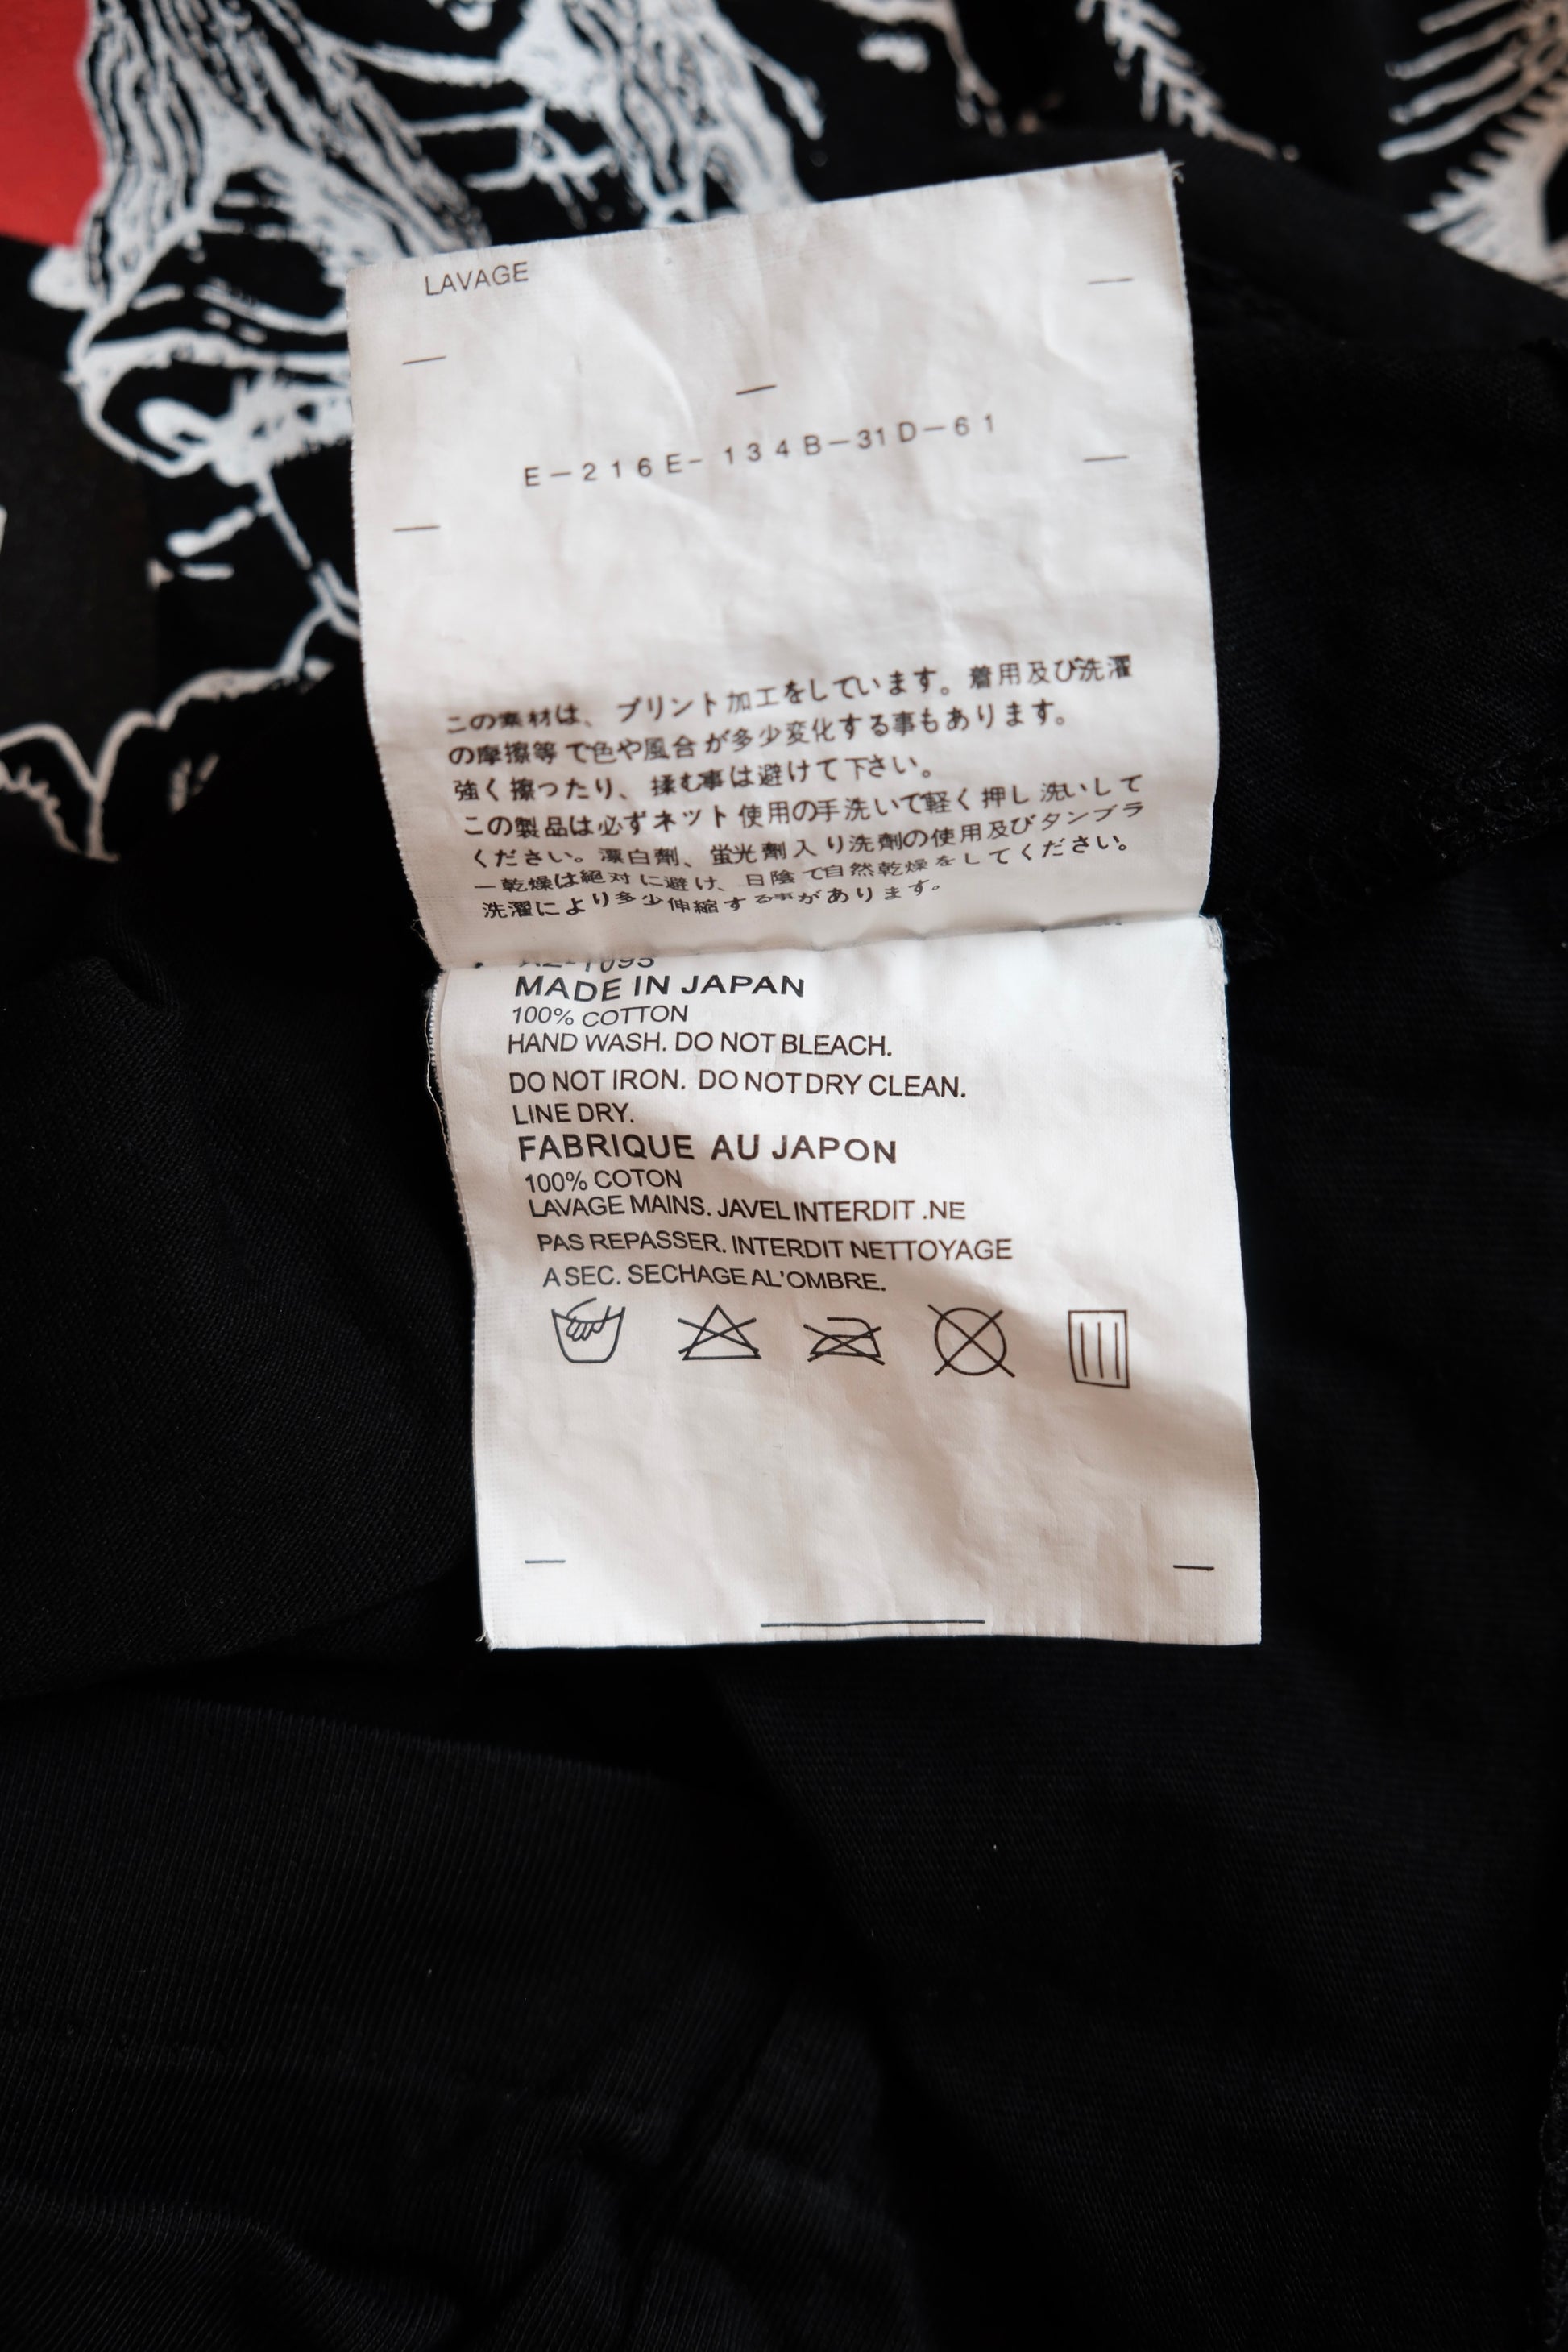 LAVAGE
E-216E-134B-31D-61
この素材は、プリント加工をしています。着用及び洗濯
の摩擦等で色や風合が多少変化する事もあります。
強く擦ったり、揉む事は避けて下さい。
この製品は必ずネット使用の手洗いで軽く押し洗いして
ください。漂白剤、蛍光剤入り洗剤の使用及びタンブラ
ー乾燥は絶対に避け、日陰で自然乾燥をしてください。
洗濯により多少伸縮する事があります。
MADE IN JAPAN
100% COTTON
HAND WASH. DO NOT BLEACH.
DO NOT IRON. DO NOT DRY CLEAN.
LINE DRY.
FABRIQUE AU JAPON
100% COTON
LAVAGE MAINS. JAVEL INTERDIT .NE
PAS REPASSER. INTERDIT NETTOYAGE
A SEC. SECHAGE AL'OMBRE.